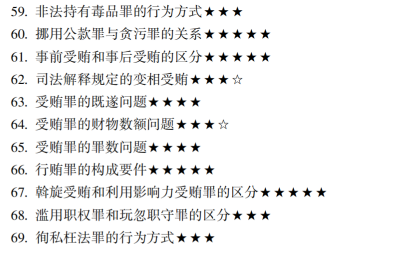 59. 非法持有毒品罪的行为方式★★★
60. 挪用公款罪与贪污罪的关系★★★★★
61. 事前受贿和事后受贿的区分★★★★★
62. 司法解释规定的变相受贿★★★☆
63. 受贿罪的既遂问题★★★★
64. 受贿罪的财物数额问题★★★☆
65. 受贿罪的罪数问题★★★★
66. 行贿罪的构成要件★★★★★
67. 斡旋受贿和利用影响力受贿罪的区分★★★★★
68. 滥用职权罪和玩忽职守罪的区分★★★
69. 徇私枉法罪的行为方式★★★